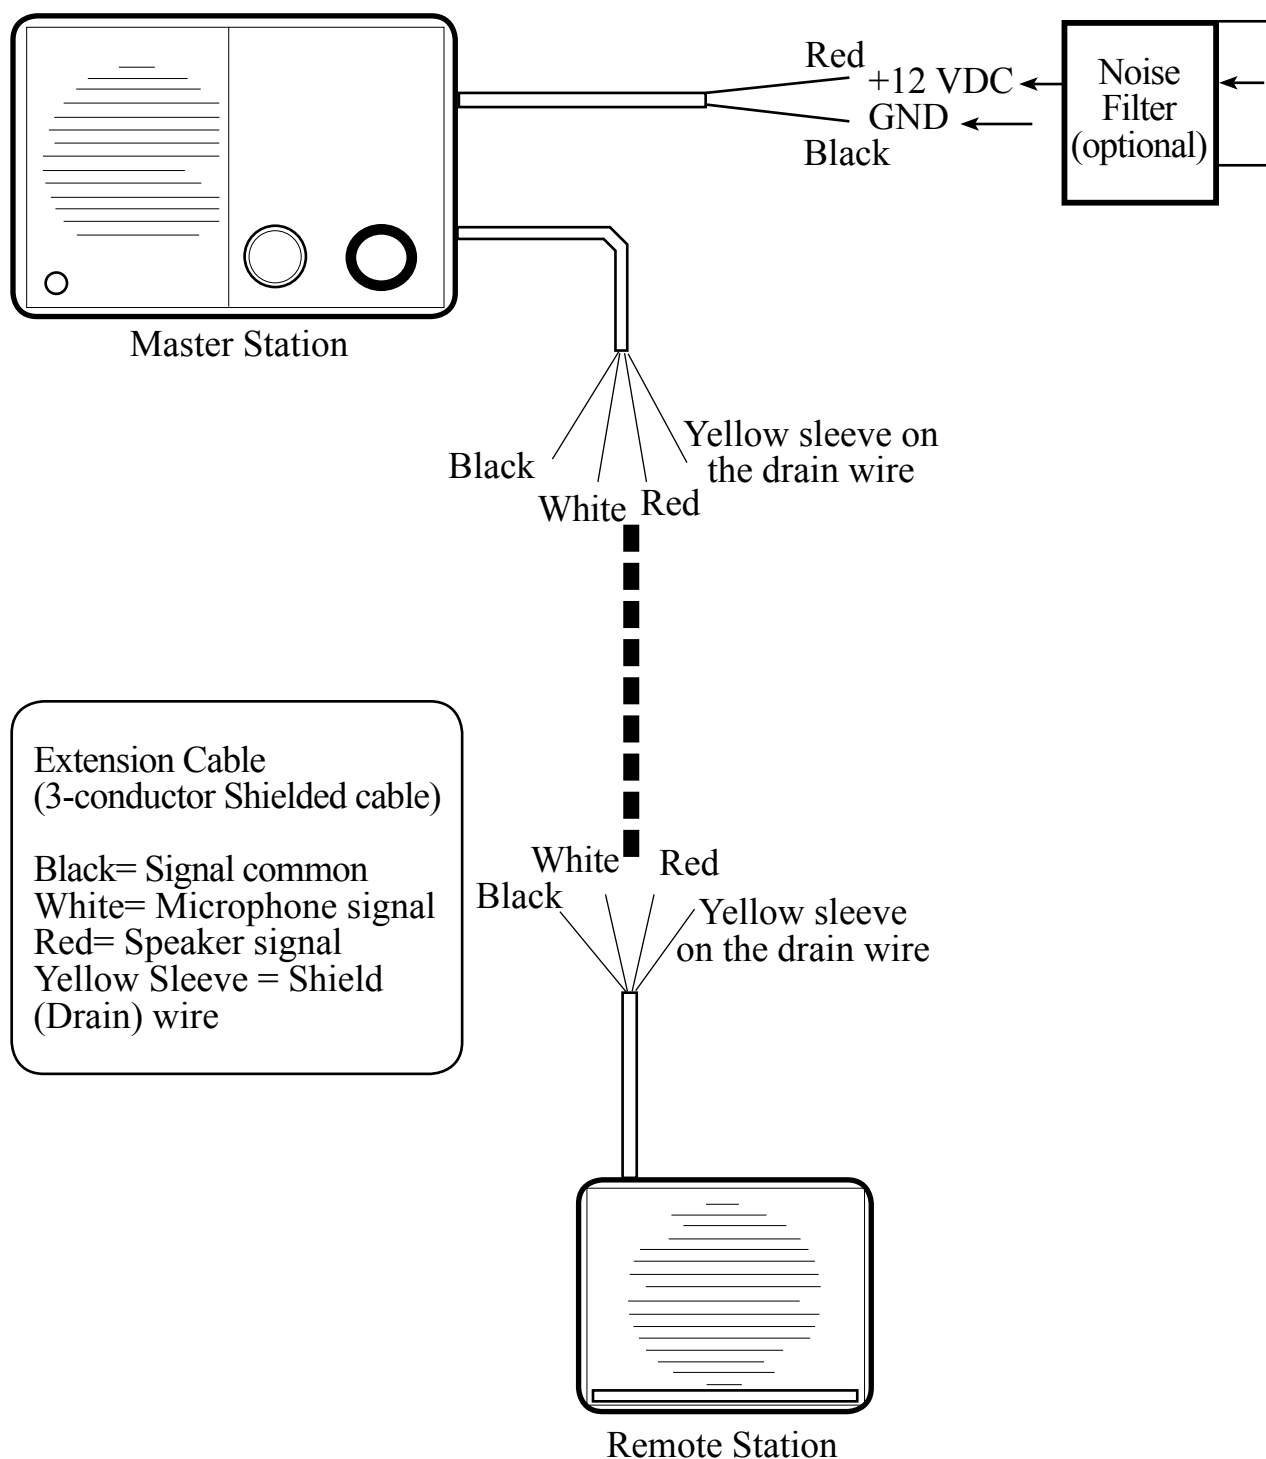 Red
+12 VDC
GND
Black
Noise
Filter
(optional)
Master Station
Black
White
Red
Yellow sleeve on
the drain wire
Extension Cable
(3-conductor Shielded cable)
Black= Signal common
White= Microphone signal
Red= Speaker signal
Yellow Sleeve = Shield
(Drain) wire
White
Red
Black
Yellow sleeve
on the drain wire
Remote Station